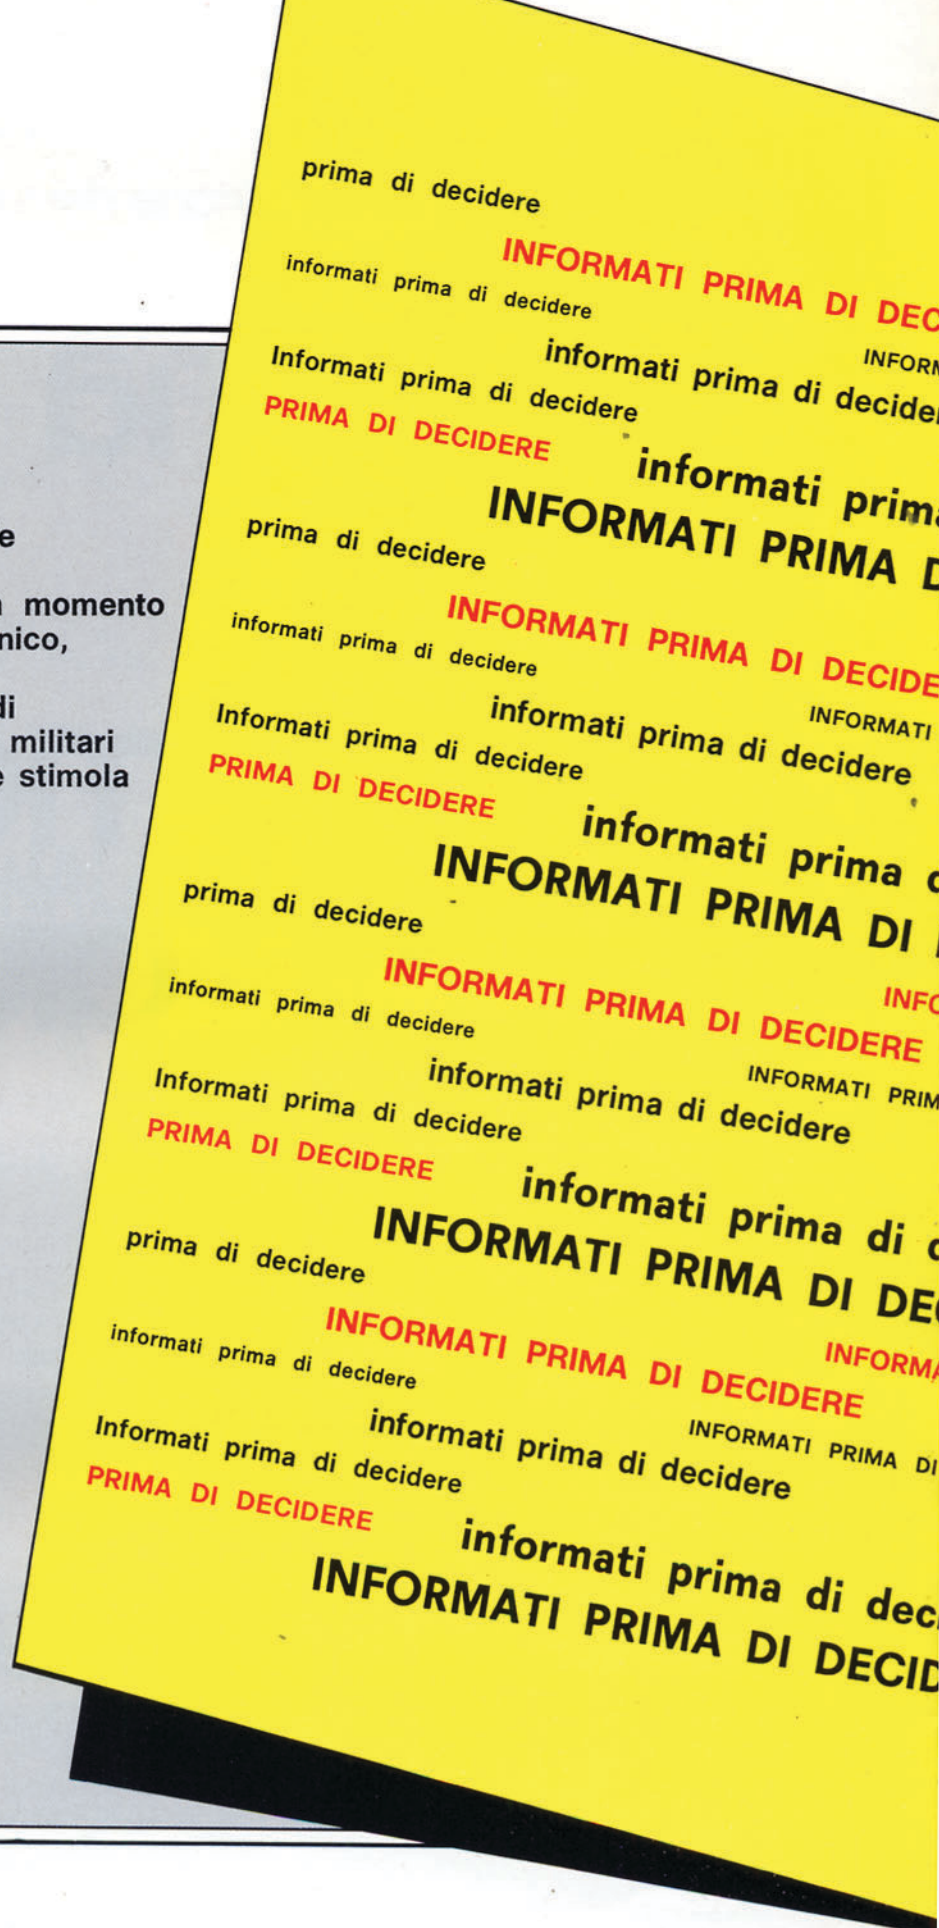 e
momento
nico,
di
militari
e stimola
prima di decidere
INFORMATI PRIMA DI DEC
informati prima di decidere
INFORM
informati prima di decider
Informati prima di decidere
PRIMA DI DECIDERE
informati prima
INFORMATI PRIMA D
prima di decidere
INFORMATI PRIMA DI DECIDE
informati prima di decidere
INFORMATI
informati prima di decidere
Informati prima di decidere
PRIMA DI DECIDERE
informati prima d
INFORMATI PRIMA DI
prima di decidere
INFO
INFORMATI PRIMA DI DECIDERE
informati prima di decidere
INFORMATI PRIM
informati prima di decidere
Informati prima di decidere
PRIMA DI DECIDERE
informati prima di d
INFORMATI PRIMA DI DEC
prima di decidere
INFORMA
INFORMATI PRIMA DI DECIDERE
informati prima di decidere
INFORMATI PRIMA DI
informati prima di decidere
Informati prima di decidere
PRIMA DI DECIDERE
informati prima di deci
INFORMATI PRIMA DI DECID